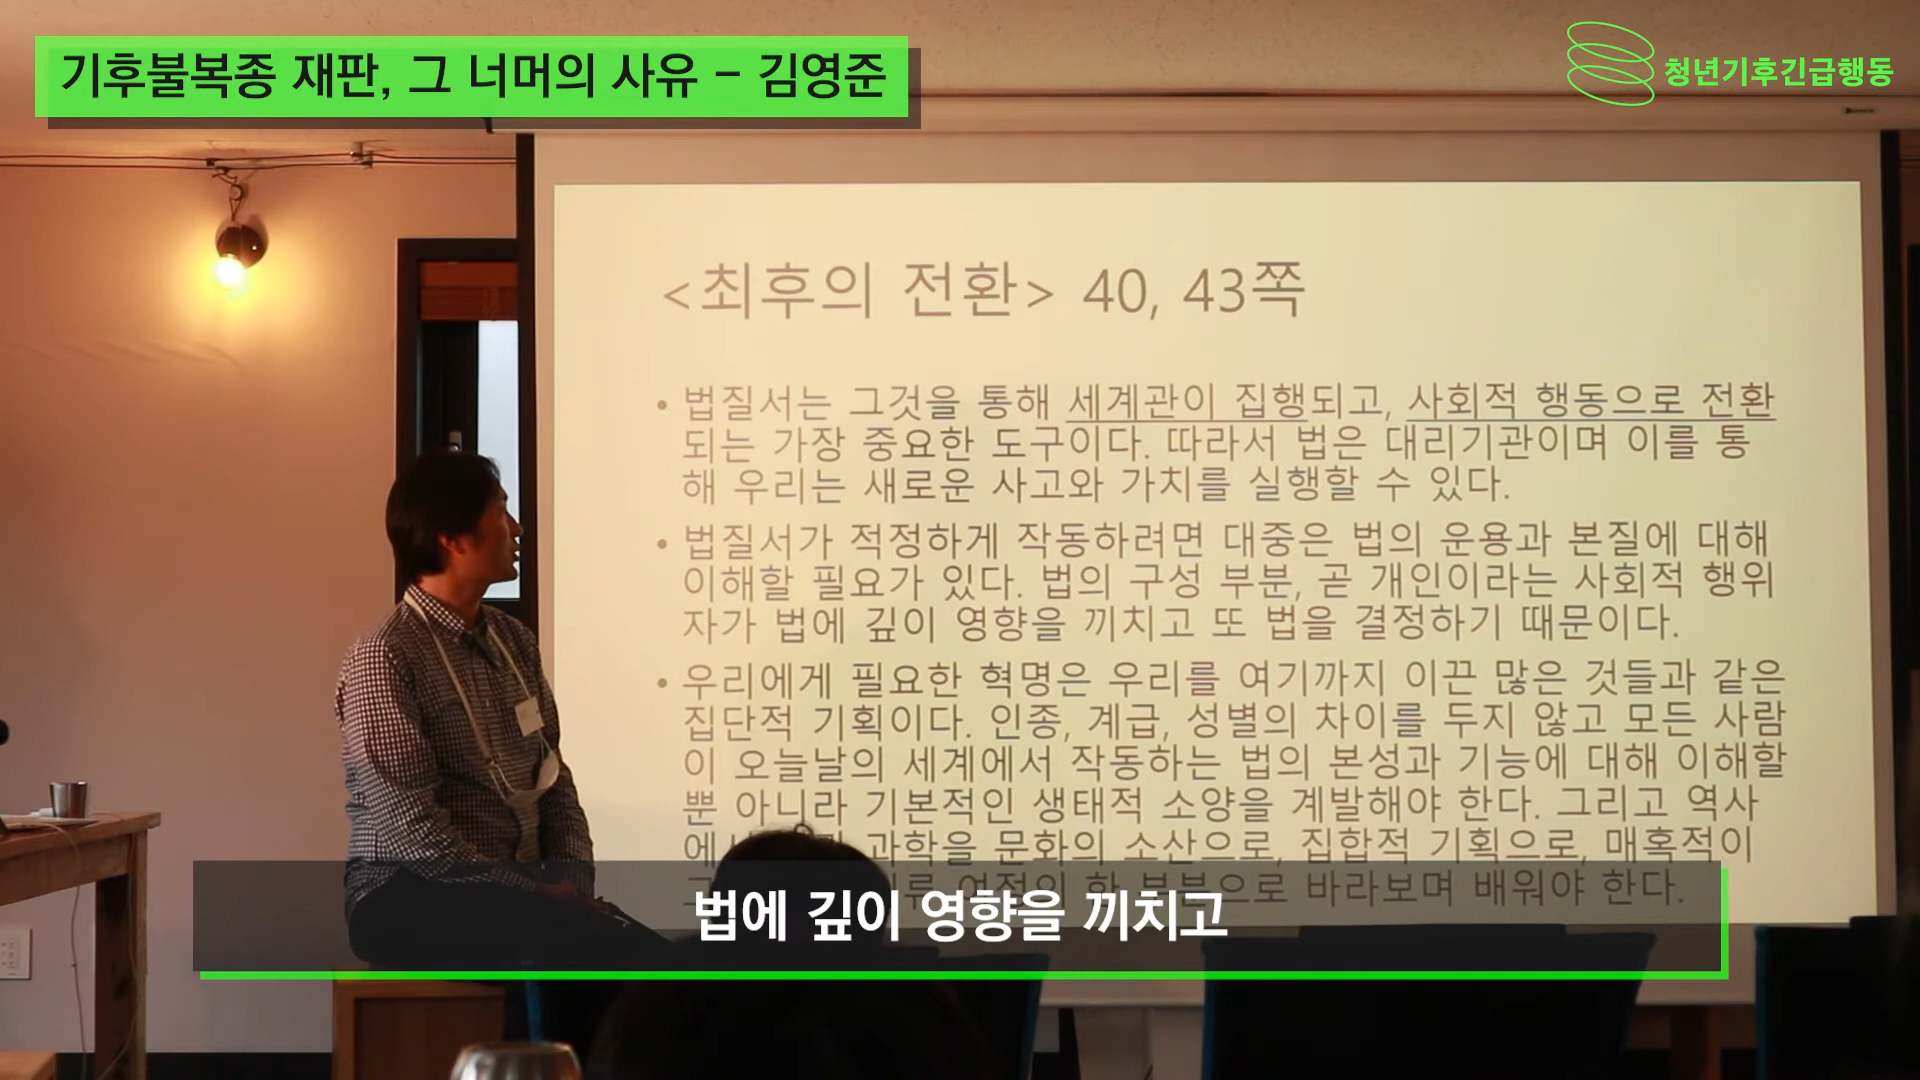 기후불복종 재판, 그 너머의 사유 - 김영준
청년기후긴급행동
<최후의 전환> 40, 43쪽
• 법질서는 그것을 통해 세계관이 집행되고, 사회적 행동으로 전환
되는 가장 중요한 도구이다. 따라서 법은 대리기관이며 이를 통
해 우리는 새로운 사고와 가치를 실행할 수 있다.
• 법질서가 적정하게 작동하려면 대중은 법의 운용과 본질에 대해
이해할 필요가 있다. 법의 구성 부분, 곧 개인이라는 사회적 행위
자가 법에 깊이 영향을 끼치고 또 법을 결정하기 때문이다.
• 우리에게 필요한 혁명은 우리를 여기까지 이끈 많은 것들과 같은
집단적 기획이다. 인종, 계급, 성별의 차이를 두지 않고 모든 사람
이 오늘날의 세계에서 작동하는 법의 본성과 기능에 대해 이해할
뿐 아니라 기본적인 생태적 소양을 계발해야 한다. 그리고 역사
과학을 문화의 소산으로, 집합적 기획으로, 매혹적이
여정의 한 부분으로 바라보며 배워야 한다.
법에 깊이 영향을 끼치고